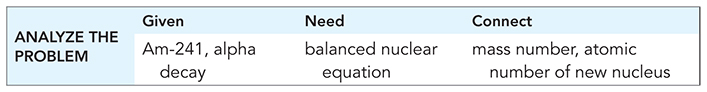 ANALYZE THE
PROBLEM
Given
Need
Connect
Am-241, alpha
decay
balanced nuclear
equation
mass number, atomic
number of new nucleus